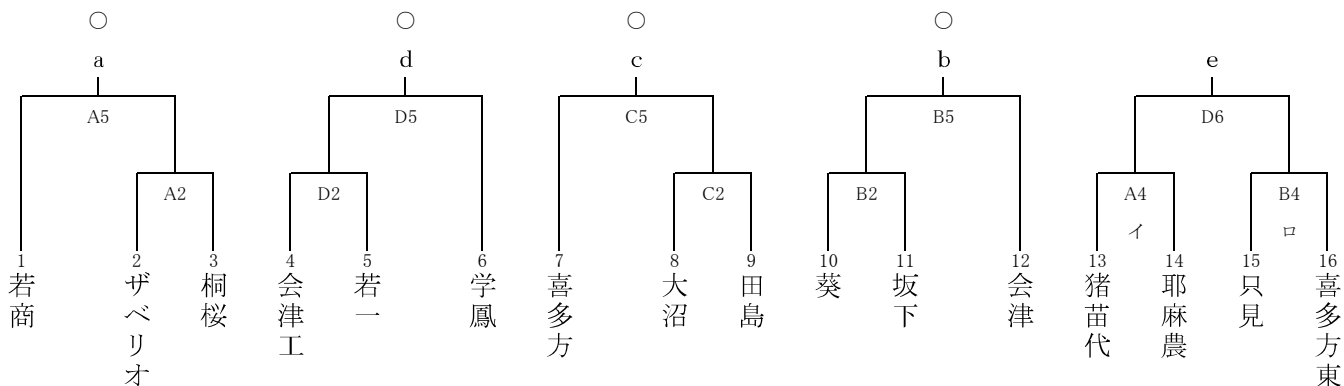 ○ ○ ○ ○
a d c b e
A5 D5 C5 B5 D6
A2 D2 C2 B2 A4 B4
イ ロ
1 2 3 4 5 6 7 8 9 10 11 12 13 14 15 16
若商
ザベリオ
桐桜
会津工
若一
学鳳
喜多方
大沼
田島
葵
坂下
会津
猪苗代
耶麻農
只見
喜多方東